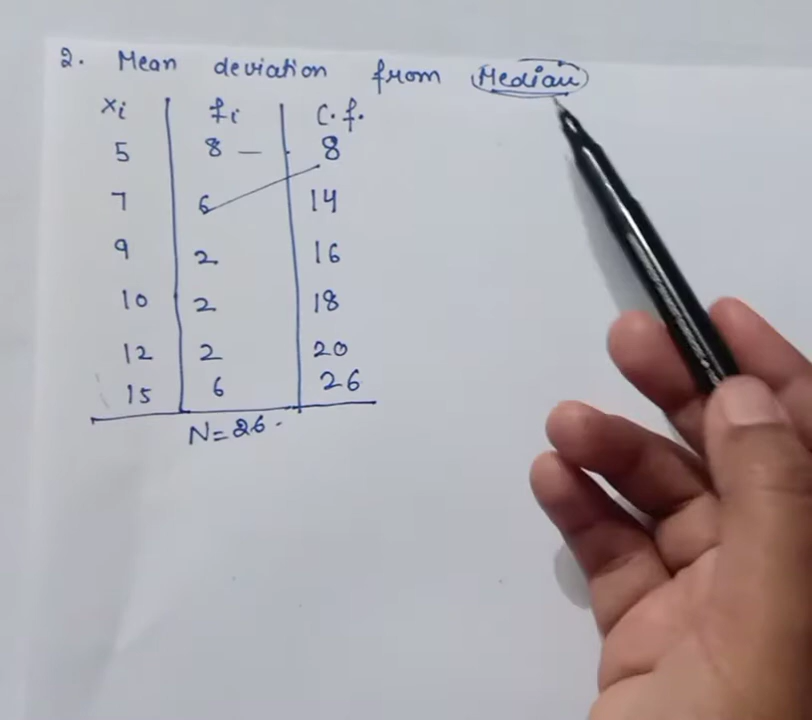 2. Mean deviation from Median
xi fi c.f.
5 8 — 8
7 6 14
9 2 16
10 2 18
12 2 20
15 6 26
N=26.